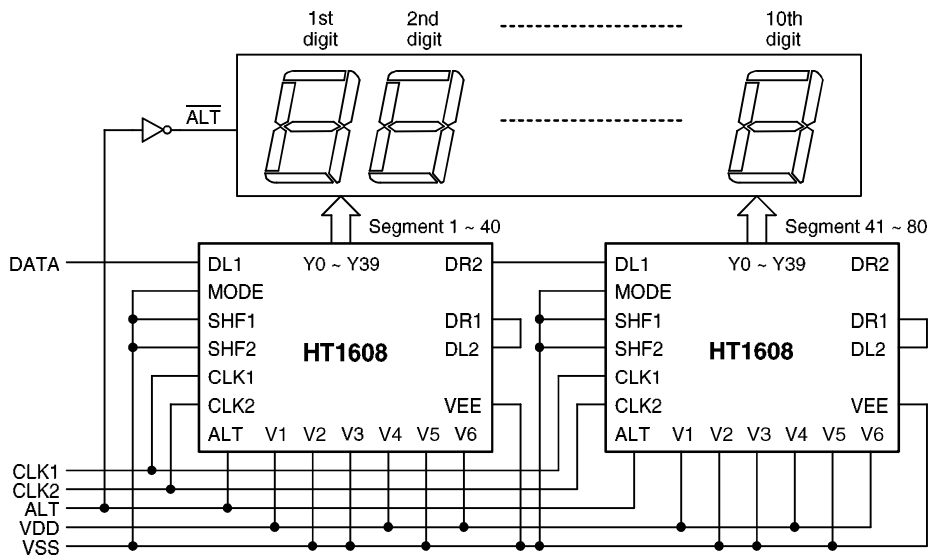 1st digit
2nd digit
10th digit
ALT
Segment 1 ~ 40
Segment 41 ~ 80
DATA
DL1
Y0 ~ Y39
DR2
DL1
Y0 ~ Y39
DR2
MODE
MODE
SHF1
DR1
SHF1
DR1
SHF2
HT1608
DL2
SHF2
HT1608
DL2
CLK1
CLK1
CLK2
VEE
CLK2
VEE
ALT V1 V2 V3 V4 V5 V6
ALT V1 V2 V3 V4 V5 V6
CLK1
CLK2
ALT
VDD
VSS